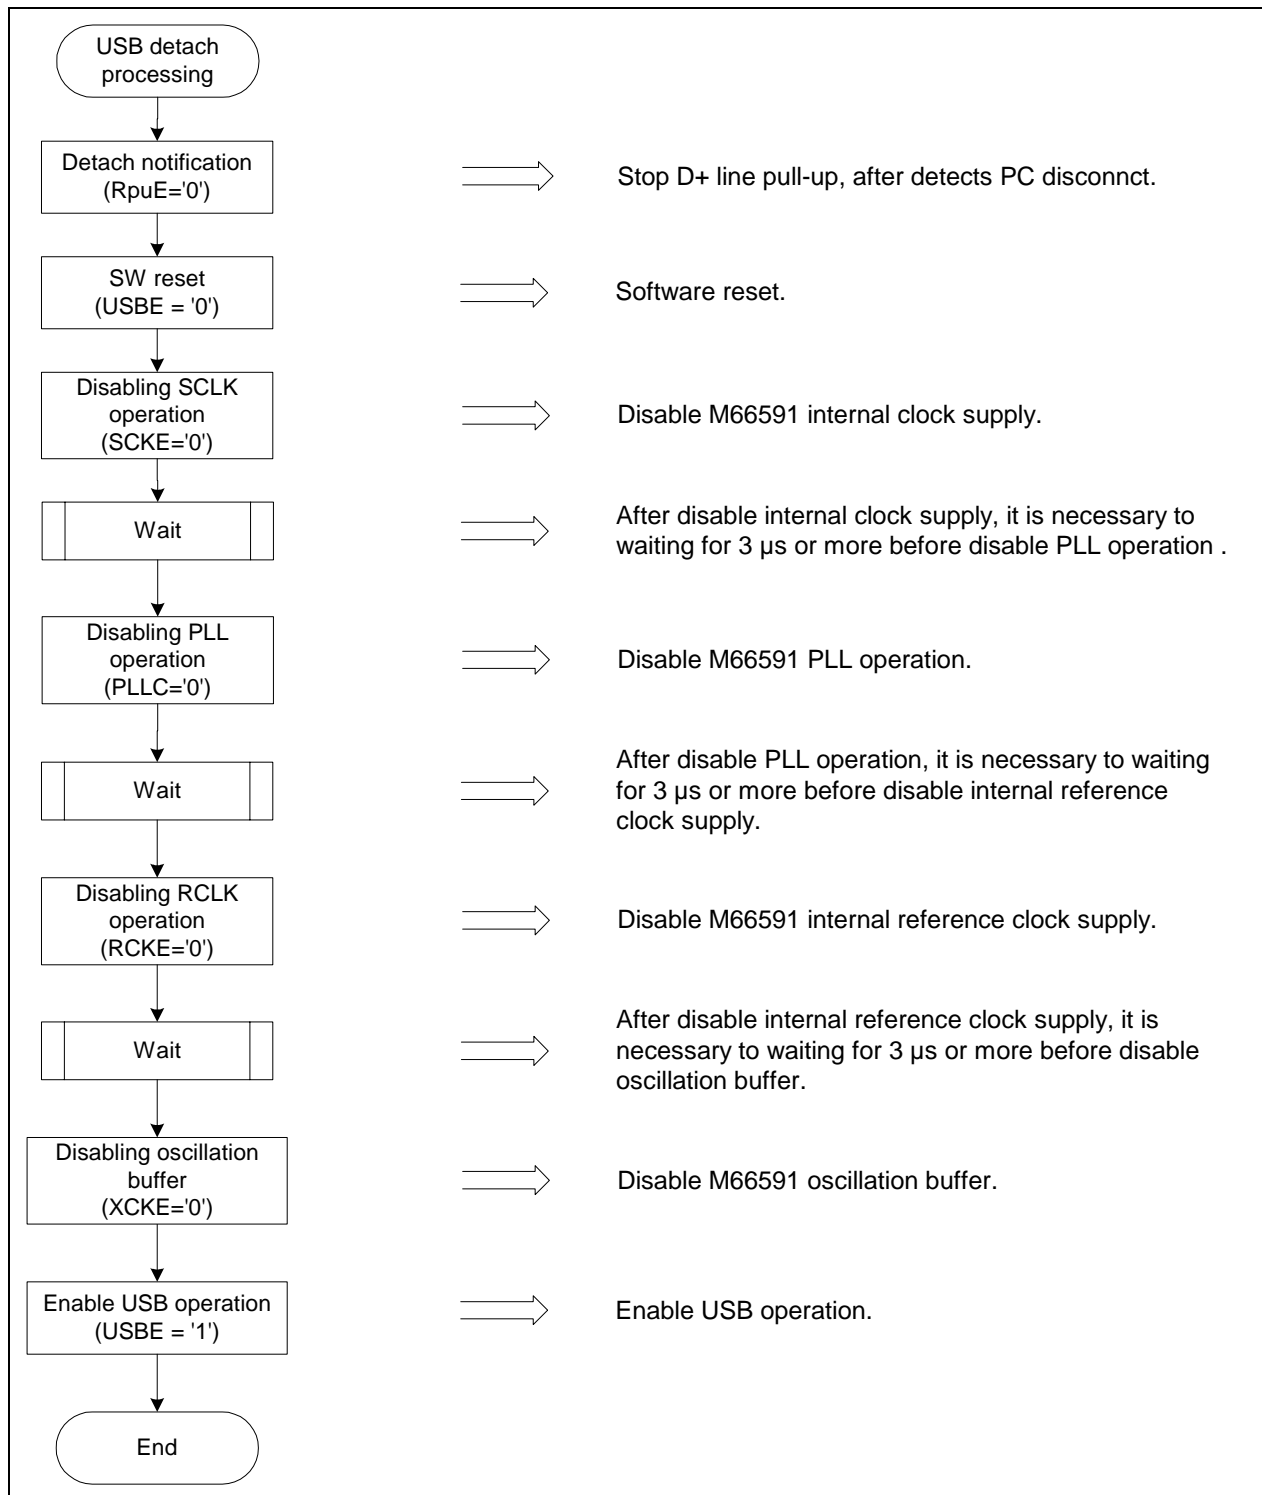 USB detach
processing
Detach notification
(RpuE='0')
Stop D+ line pull-up, after detects PC disconnct.
SW reset
(USBE = '0')
Software reset.
Disabling SCLK
operation
(SCKE='0')
Disable M66591 internal clock supply.
Wait
After disable internal clock supply, it is necessary to
waiting for 3 µs or more before disable PLL operation .
Disabling PLL
operation
(PLLC='0')
Disable M66591 PLL operation.
Wait
After disable PLL operation, it is necessary to waiting
for 3 µs or more before disable internal reference
clock supply.
Disabling RCLK
operation
(RCKE='0')
Disable M66591 internal reference clock supply.
Wait
After disable internal reference clock supply, it is
necessary to waiting for 3 µs or more before disable
oscillation buffer.
Disabling oscillation
buffer
(XCKE='0')
Disable M66591 oscillation buffer.
Enable USB operation
(USBE = '1')
Enable USB operation.
End